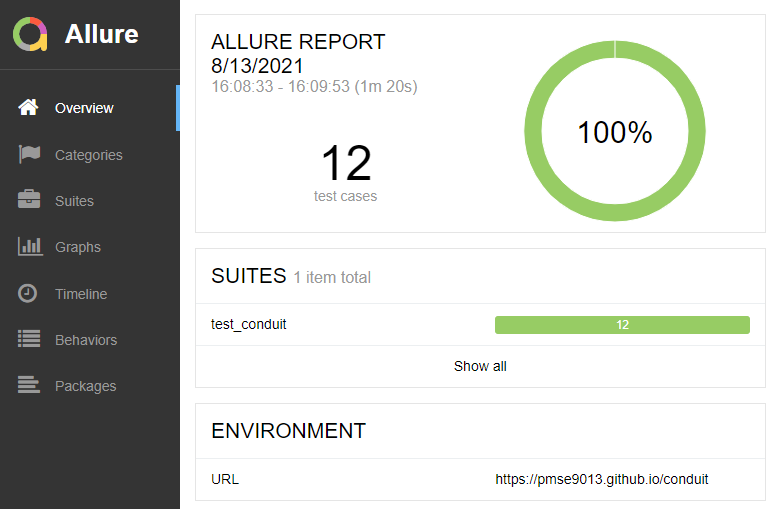 Allure
Overview
Categories
Suites
Graphs
Timeline
Behaviors
Packages
ALLURE REPORT
8/13/2021
16:08:33 - 16:09:53 (1m 20s)
12
test cases
100%
SUITES 1 item total
test_conduit 12
Show all
ENVIRONMENT
URL https://pmse9013.github.io/conduit